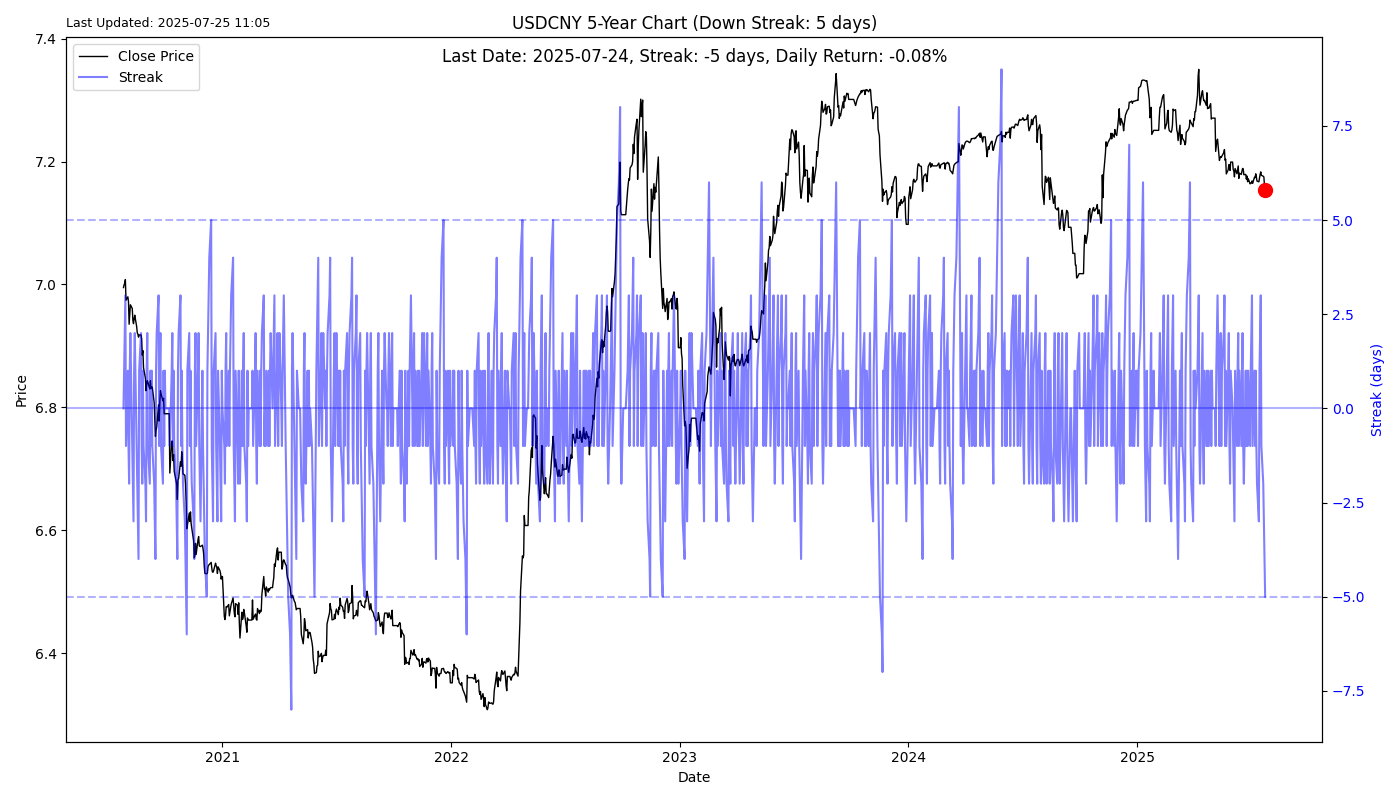 Last Updated: 2025-07-25 11:05
USDCNY 5-Year Chart (Down Streak: 5 days)
Last Date: 2025-07-24, Streak: -5 days, Daily Return: -0.08%
Close Price
Streak
7.4
7.2
7.0
6.8
6.6
6.4
Price
7.5
5.0
2.5
0.0
−2.5
−5.0
−7.5
Streak (days)
2021
2022
2023
2024
2025
Date